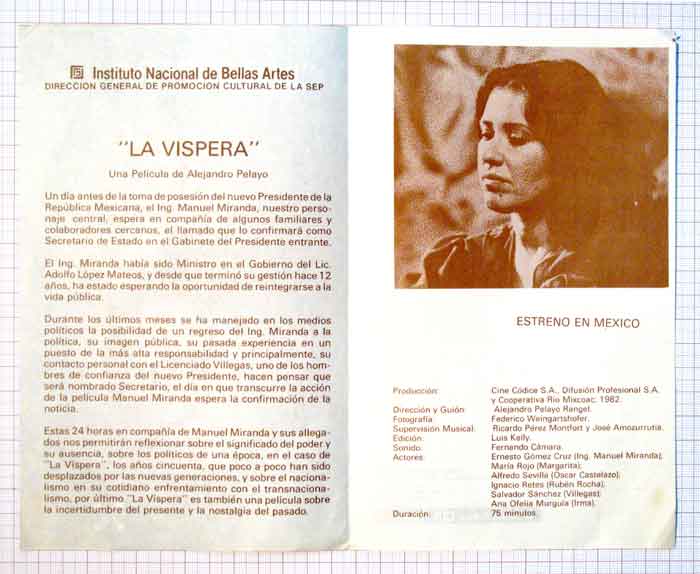 Instituto Nacional de Bellas Artes
DIRECCION GENERAL DE PROMOCION CULTURAL DE LA SEP
"LA VISPERA"
Una Película de Alejandro Pelayo
Un día antes de la toma de posesión del nuevo Presidente de la
República Mexicana, el Ing. Manuel Miranda, nuestro perso-
naje central, espera en compañía de algunos familiares y
colaboradores cercanos, el llamado que lo confirmará como
Secretario de Estado en el Gabinete del Presidente entrante.
El Ing. Miranda había sido Ministro en el Gobierno del Lic.
Adolfo López Mateos, y desde que terminó su gestión hace 12
años, ha estado esperando la oportunidad de reintegrarse a la
vida pública.
Durante los últimos meses se ha manejado en los medios
políticos la posibilidad de un regreso del Ing. Miranda a la
política, su imagen pública, su pasada experiencia en un
puesto de la más alta responsabilidad y principalmente, su
contacto personal con el Licenciado Villegas, uno de los hom-
bres de confianza del nuevo Presidente, hacen pensar que
será nombrado Secretario, el día en que transcurre la acción
de la película Manuel Miranda espera la confirmación de la
noticia.
Estas 24 horas en compañía de Manuel Miranda y sus allega-
dos nos permitirán reflexionar sobre el significado del poder y
su ausencia, sobre los políticos de una época, en el caso de
"La Víspera", los años cincuenta, que poco a poco han sido
desplazados por las nuevas generaciones, y sobre el naciona-
lismo en su cotidiano enfrentamiento con el transnaciona-
lismo, por último "La Víspera" es también una película sobre
la incertidumbre del presente y la nostalgia del pasado.
ESTRENO EN MEXICO
Producción: Cine Códice S.A., Difusión Profesional S.A.
y Cooperativa Río Mixcoac, 1982.
Dirección y Guión: Alejandro Pelayo Rangel.
Fotografía Federico Weingartshofer.
Supervisión Musical: Ricardo Pérez Montfort y José Amozurrutia.
Edición: Luis Kelly.
Sonido: Fernando Cámara.
Actores: Ernesto Gómez Cruz (Ing. Manuel Miranda);
María Rojo (Margarita);
Alfredo Sevilla (Oscar Castelazo);
Ignacio Retes (Rubén Rocha);
Salvador Sánchez (Villegas);
Ana Ofelia Murguía (Irma).
Duración: 75 minutos.